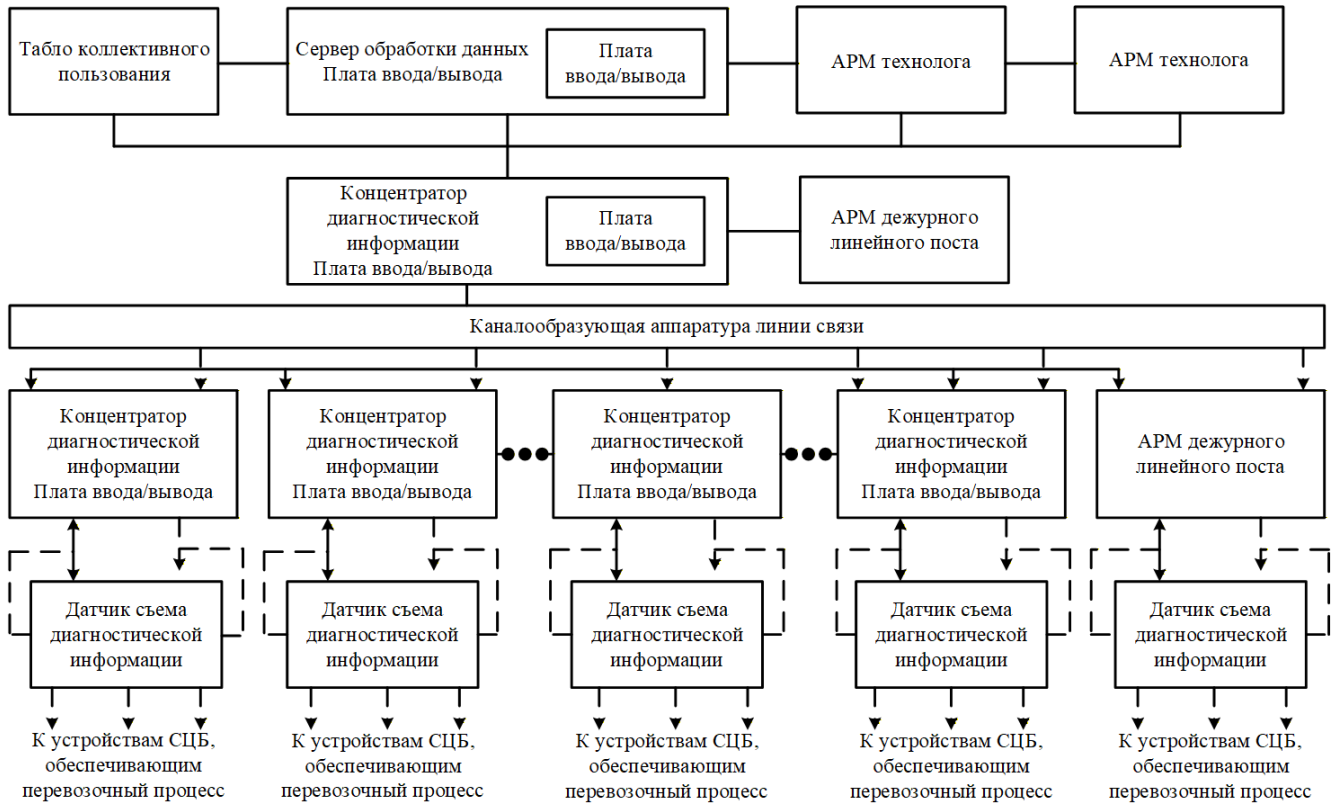 Табло коллективного
пользования
Сервер обработки данных
Плата ввода/вывода
Плата
ввода/вывода
АРМ технолога
АРМ технолога
Концентратор
диагностической
информации
Плата ввода/вывода
Плата
ввода/вывода
АРМ дежурного
линейного поста
Каналообразующая аппаратура линии связи
Концентратор
диагностической
информации
Плата ввода/вывода
Концентратор
диагностической
информации
Плата ввода/вывода
Концентратор
диагностической
информации
Плата ввода/вывода
Концентратор
диагностической
информации
Плата ввода/вывода
АРМ дежурного
линейного поста
Датчик съема
диагностической
информации
Датчик съема
диагностической
информации
Датчик съема
диагностической
информации
Датчик съема
диагностической
информации
Датчик съема
диагностической
информации
К устройствам СЦБ,
обеспечивающим
перевозочный процесс
К устройствам СЦБ,
обеспечивающим
перевозочный процесс
К устройствам СЦБ,
обеспечивающим
перевозочный процесс
К устройствам СЦБ,
обеспечивающим
перевозочный процесс
К устройствам СЦБ,
обеспечивающим
перевозочный процесс